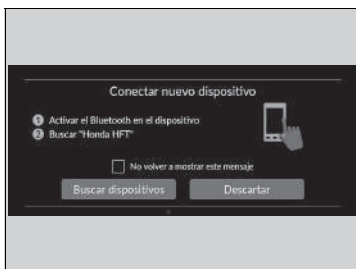 Conectar nuevo dispositivo
1 Activar el Bluetooth en el dispositivo
2 Buscar "Honda HFT"
No volver a mostrar este mensaje
Buscar dispositivos Descartar